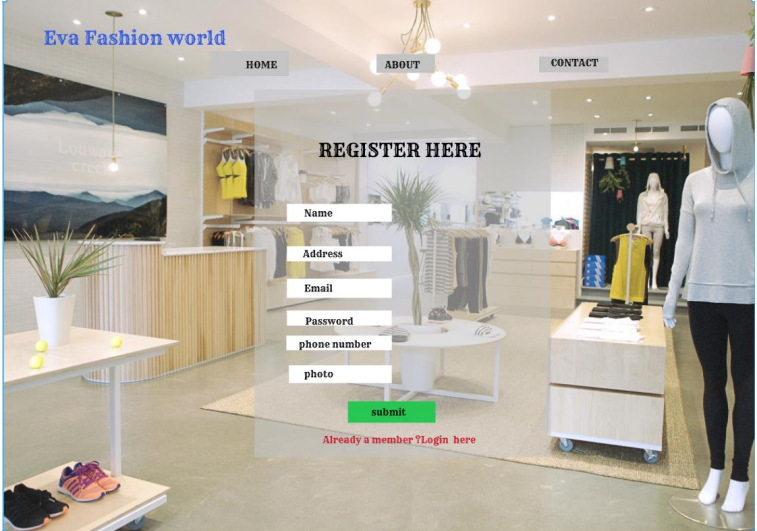 Eva Fashion world
HOME
ABOUT
CONTACT
REGISTER HERE
Name
Address
Email
Password
phone number
photo
submit
Already a member ?Login  here